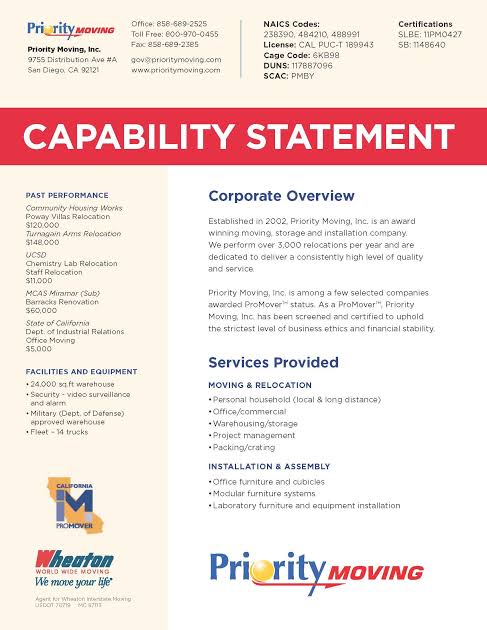 Priority MOVING
Priority Moving, Inc.
9755 Distribution Ave #A
San Diego, CA 92121
Office: 858-689-2525
Toll Free: 800-970-0455
Fax: 858-689-2385
gov@prioritymoving.com
www.prioritymoving.com
NAICS Codes:
238390, 484210, 488991
License: CAL PUC-T 189943
Cage Code: 6KB98
DUNS: 117887096
SCAC: PMBY
Certifications
SLBE: 11PM0427
SB: 1148640
CAPABILITY STATEMENT
PAST PERFORMANCE
Community Housing Works
Poway Villas Relocation
$120,000
Turnagain Arms Relocation
$148,000
UCSD
Chemistry Lab Relocation
Staff Relocation
$11,000
MCAS Miramar (Sub)
Barracks Renovation
$60,000
State of California
Dept. of Industrial Relations
Office Moving
$5,000
FACILITIES AND EQUIPMENT
• 24,000 sq.ft warehouse
• Security - video surveillance
and alarm.
• Military (Dept. of Defense)
approved warehouse
• Fleet – 14 trucks
CALIFORNIA
M
PROMOVER
Wheaton
WORLD WIDE MOVING
We move your life®
Agent for Wheaton Interstate Moving
USDOT 70719 MC 87113
Corporate Overview
Established in 2002, Priority Moving, Inc. is an award
winning moving, storage and installation company.
We perform over 3,000 relocations per year and are
dedicated to deliver a consistently high level of quality
and service.
Priority Moving, Inc. is among a few selected companies
awarded ProMover™ status. As a ProMover™, Priority
Moving, Inc. has been screened and certified to uphold
the strictest level of business ethics and financial stability.
Services Provided
MOVING & RELOCATION
• Personal household (local & long distance)
• Office/commercial
• Warehousing/storage
• Project management
• Packing/crating
INSTALLATION & ASSEMBLY
• Office furniture and cubicles
• Modular furniture systems
• Laboratory furniture and equipment installation
Priority MOVING